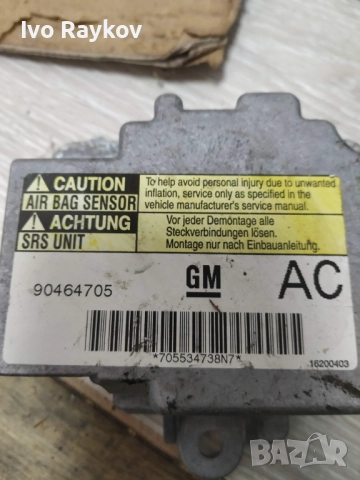 Ivo Raykov
CAUTION
AIR BAG SENSOR
To help avoid personal injury due to unwanted
inflation, service only as specified in the
vehicle manufacturer's service manual.
ACHTUNG
SRS UNIT
Vor jeder Demöntage alle
Steckverbindungen lösen.
Montage nur nach Einbauanleitung.
90464705
GM
AC
*705534738N7*
16200403
BAZAR.bg